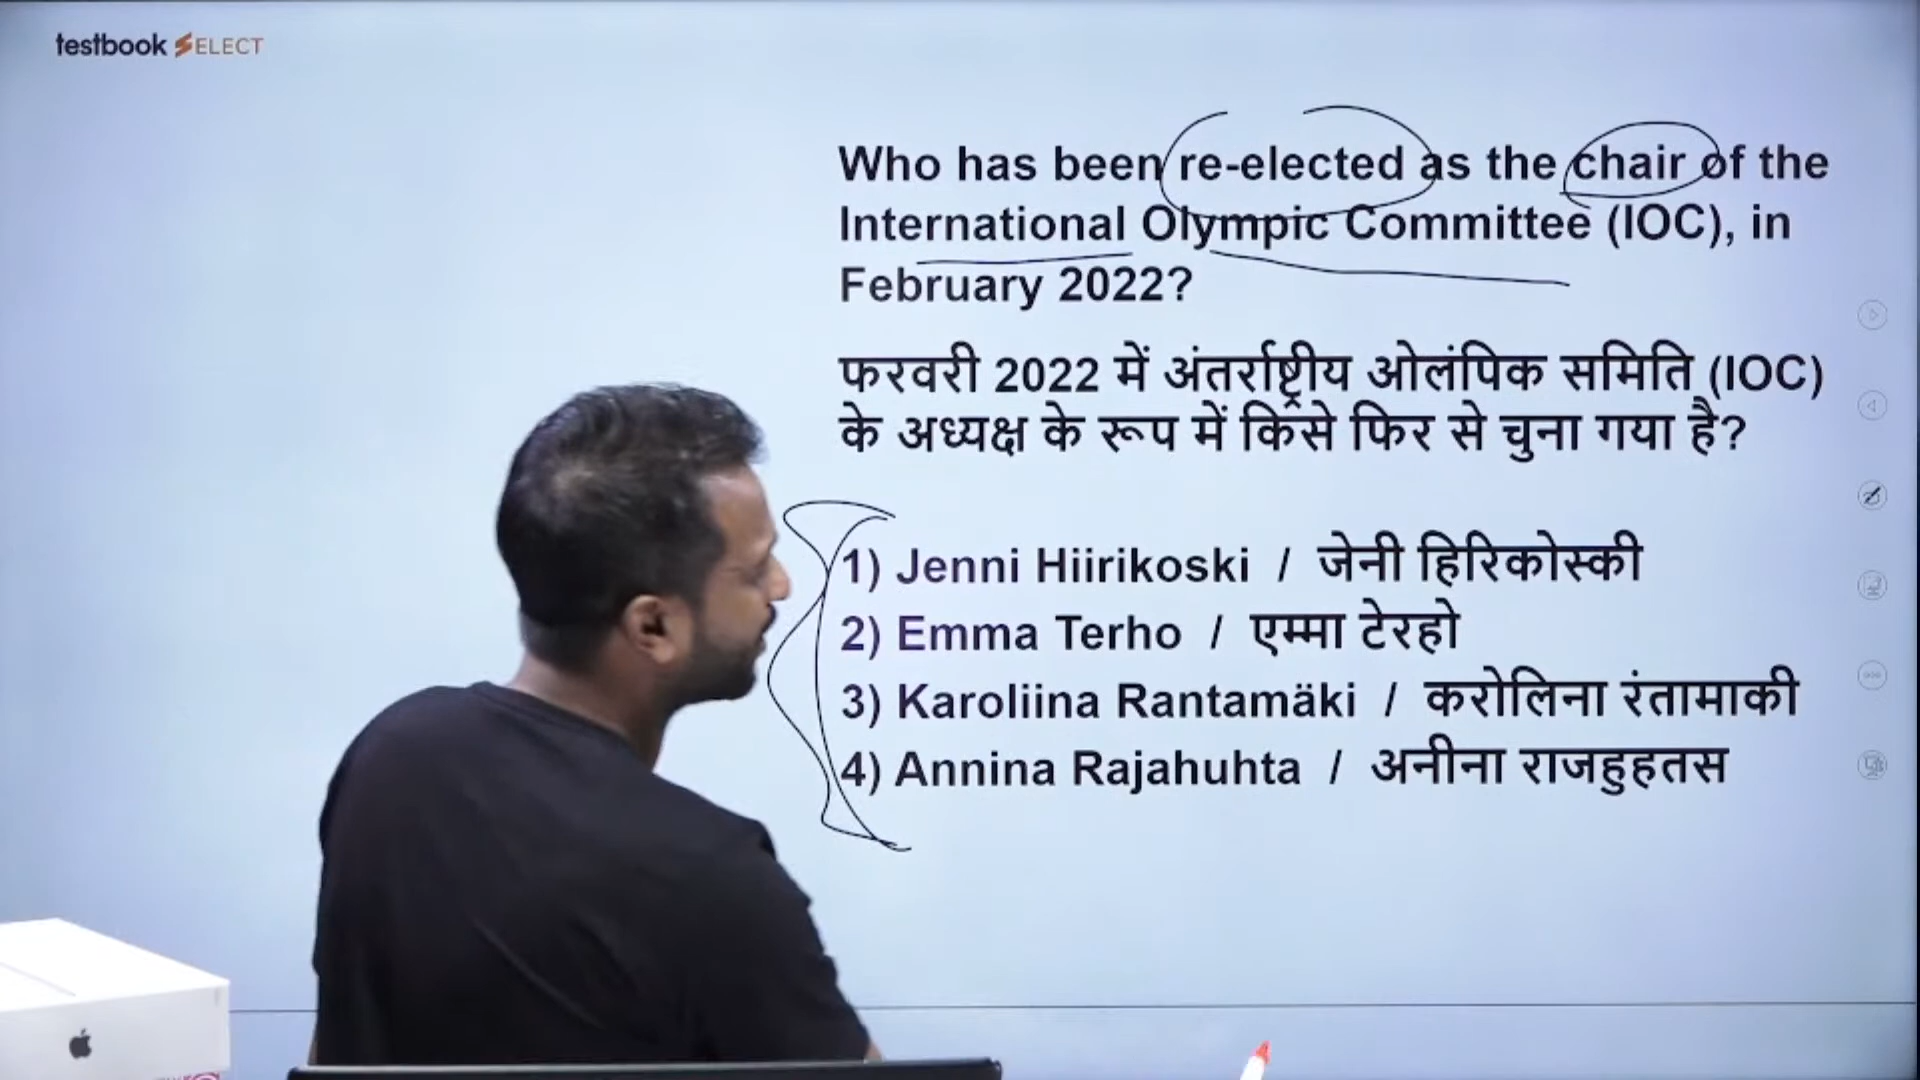 testbook SELECT
Who has been re-elected as the chair of the
International Olympic Committee (IOC), in
February 2022?
फरवरी 2022 में अंतर्राष्ट्रीय ओलंपिक समिति (IOC)
के अध्यक्ष के रूप में किसे फिर से चुना गया है?
1) Jenni Hiirikoski / जेनी हिरिकोस्की
2) Emma Terho / एम्मा टेरहो
3) Karoliina Rantamäki / करोलिना रंतामाकी
4) Annina Rajahuhta / अनीना राजहुहतस